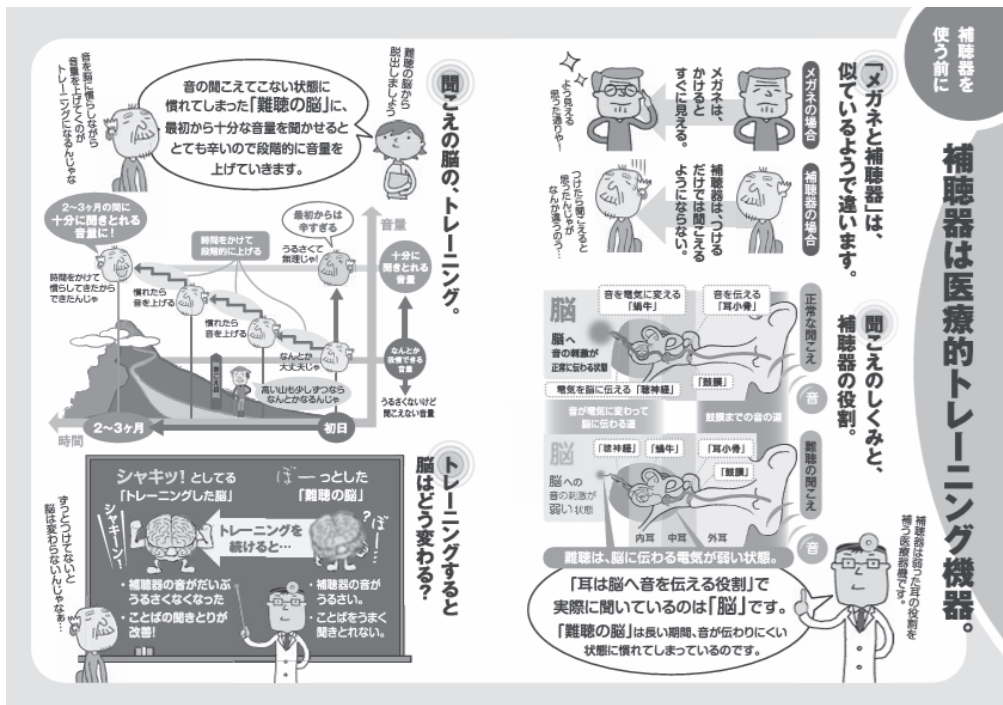 補聴器を
使う前に
補聴器は医療的トレーニング機器。
「メガネと補聴器」は、
似ているようで違います。
メガネの場合
メガネは、
かけると
すぐに見える。
よう見える
思った通りや!
補聴器の場合
補聴器は、つける
だけでは聞こえる
ようにならない。
つけたら聞こえると
思ったんじゃが
なんか違うのう…
聞こえのしくみと、
補聴器の役割。
正常な聞こえ
音
脳
脳へ
音の刺激が
正常に伝わる状態
音を電気に変える
「蝸牛」
音を伝える
「耳小骨」
電気を脳に伝える「聴神経」
「鼓膜」
音が電気に変わって
脳に伝わる道
鼓膜までの音の道
難聴の聞こえ
音
脳
脳への
音の刺激が
弱い状態
「聴神経」
「蝸牛」
「耳小骨」
「鼓膜」
内耳
中耳
外耳
難聴は、脳に伝わる電気が弱い状態。
「耳は脳へ音を伝える役割」で
実際に聞いているのは「脳」です。
「難聴の脳」は長い期間、音が伝わりにくい
状態に慣れてしまっているのです。
補聴器は弱った耳の役割を
補う医療器機です。
聞こえの脳の、トレーニング。
難聴の脳から
脱出しましょう
音の聞こえてこない状態に
慣れてしまった「難聴の脳」に、
最初から十分な音量を聞かせると
とても辛いので段階的に音量を
上げていきます。
音を脳に慣らしながら
音量を上げてくのが
トレーニングになるんじゃな
2〜3ヶ月の間に
十分に聞きとれる
音量に!
時間をかけて
慣らしてきたから
できたんじゃ
時間をかけて
段階的に上げる
最初からは
辛すぎる
うるさくて
無理じゃ!
音量
十分に
聞きとれる
音量
慣れたら
音を上げる
慣れたら
音を上げる
なんとか
大丈夫じゃ
なんとか
我慢できる
音量
うるさくないけど
聞こえない音量
高い山も少しずつなら
なんとかなるんじゃ
時間
2〜3ヶ月
初日
トレーニングすると
脳はどう変わる?
シャキッ!としてる
「トレーニングした脳」
ぼーっとした
「難聴の脳」
シャキーン!
トレーニングを
続けると…
?ぼー…
・補聴器の音がだいぶ
うるさくなくなった
・ことばの聞きとりが
改善!
・補聴器の音が
うるさい。
・ことばをうまく
聞きとれない。
ずっとつけてないと
脳は変わらないんじゃなぁ…